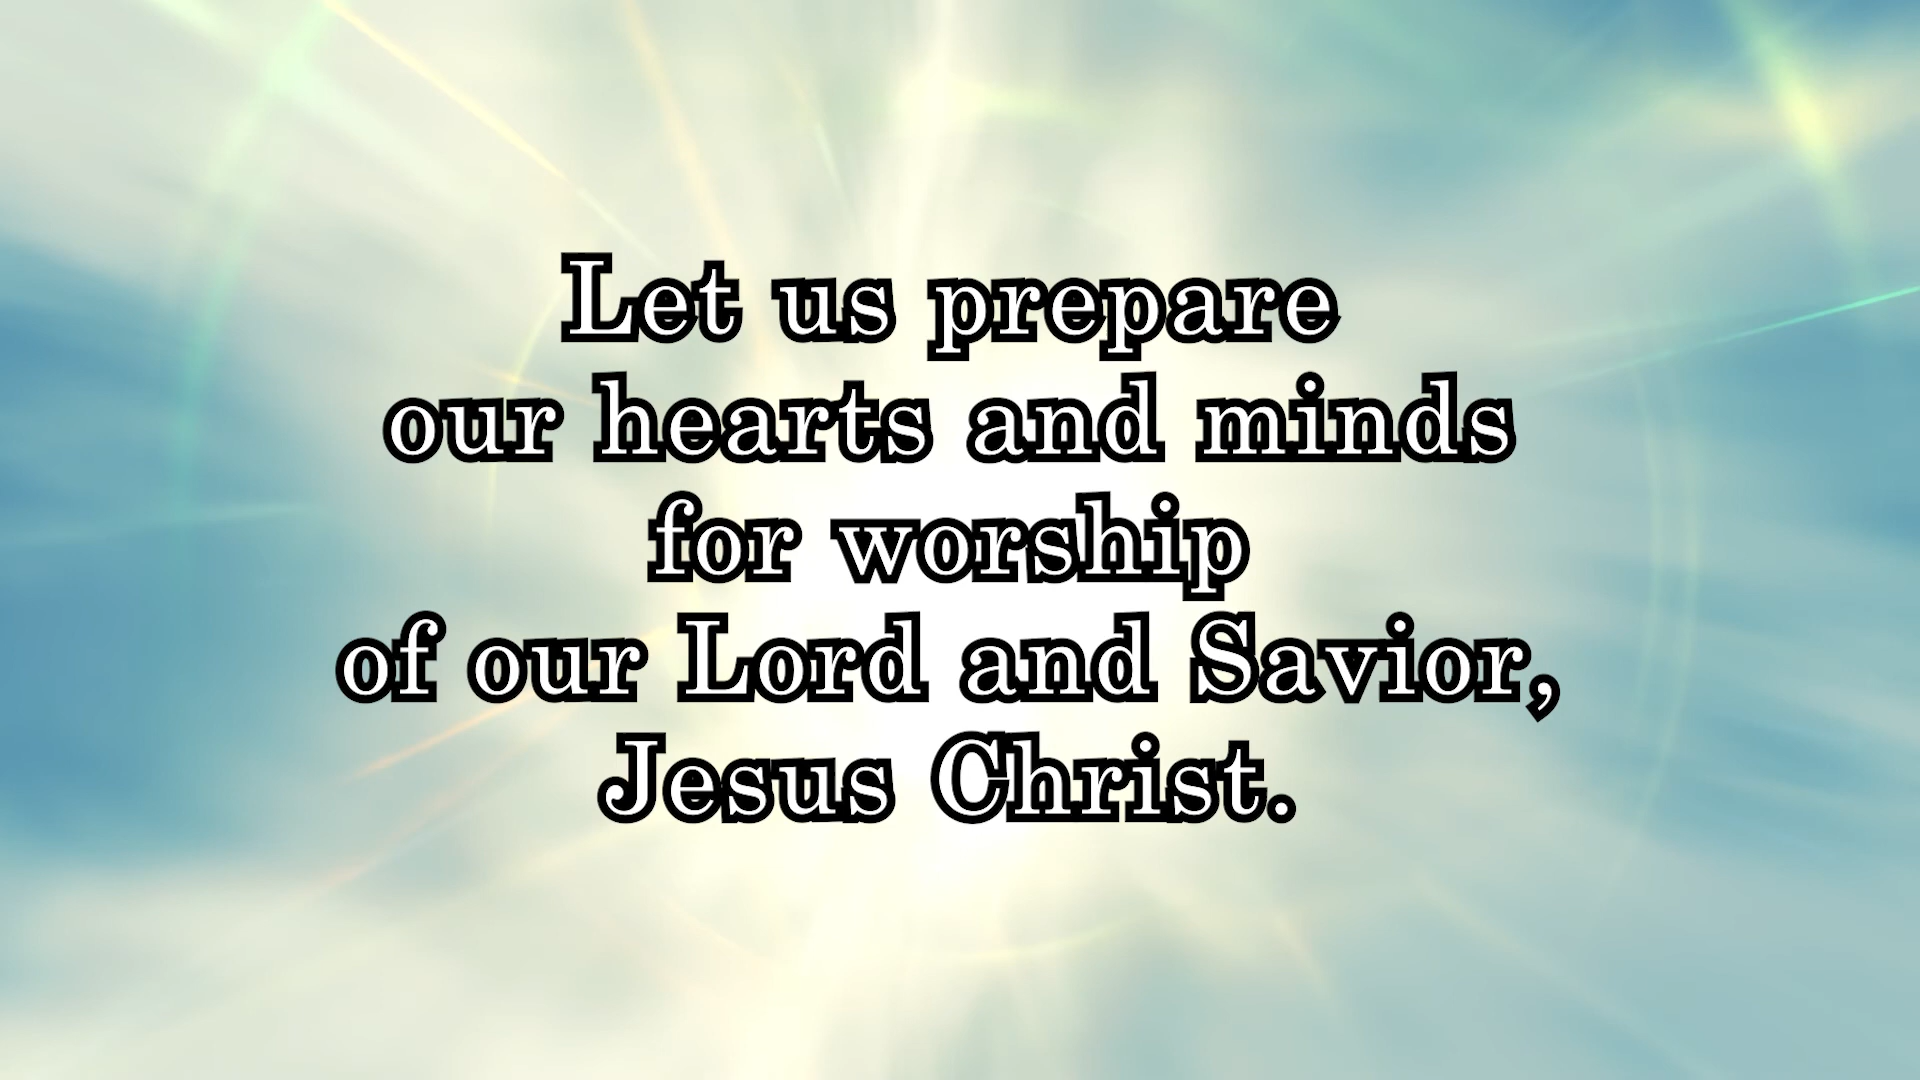 Let us prepare
our hearts and minds
for worship
of our Lord and Savior,
Jesus Christ.